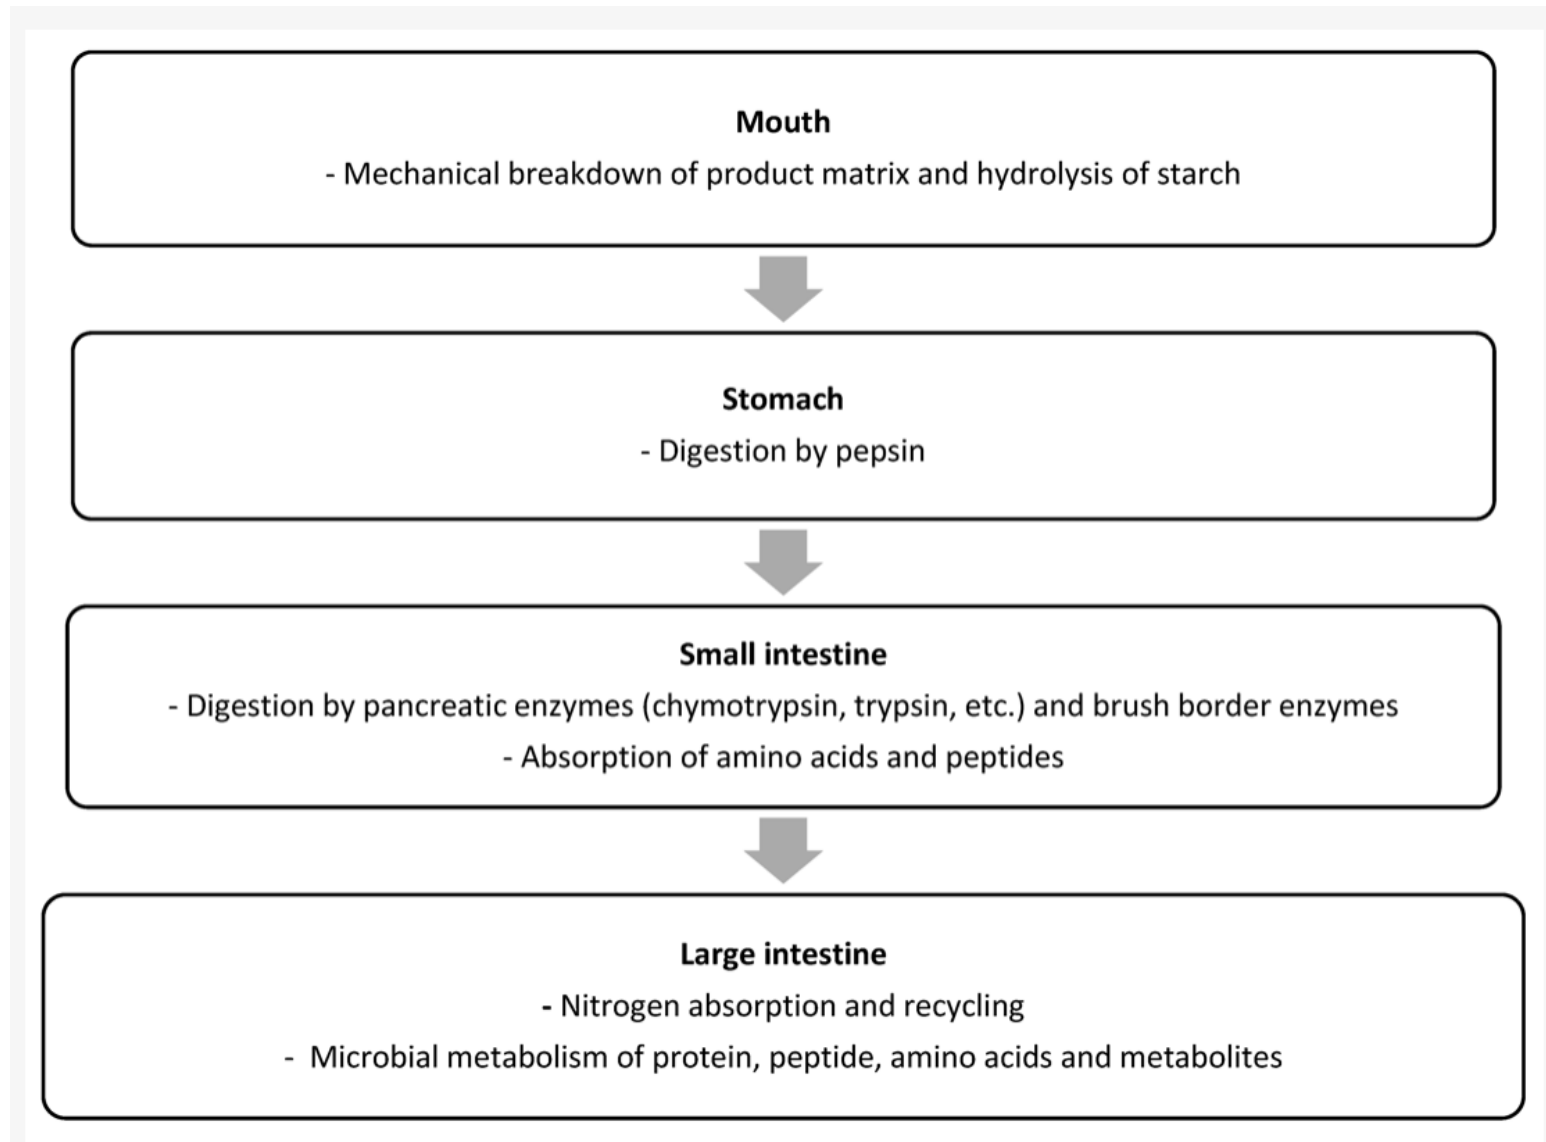 Mouth
- Mechanical breakdown of product matrix and hydrolysis of starch
Stomach
- Digestion by pepsin
Small intestine
- Digestion by pancreatic enzymes (chymotrypsin, trypsin, etc.) and brush border enzymes
- Absorption of amino acids and peptides
Large intestine
- Nitrogen absorption and recycling
- Microbial metabolism of protein, peptide, amino acids and metabolites